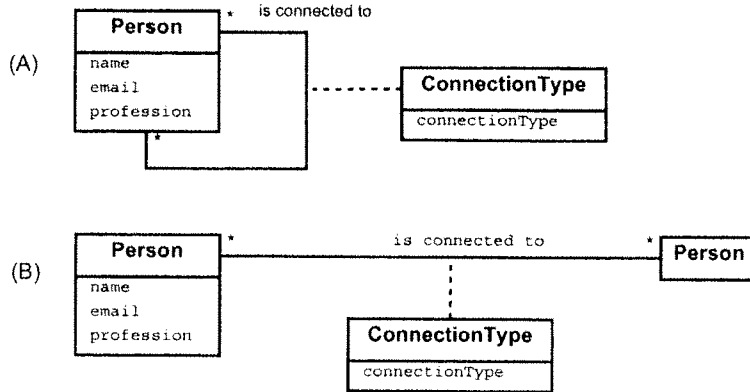 * is connected to
Person
(A)
name
email
profession
*
ConnectionType
connectionType
Person
* is connected to *
Person
(B)
name
email
profession
ConnectionType
connectionType